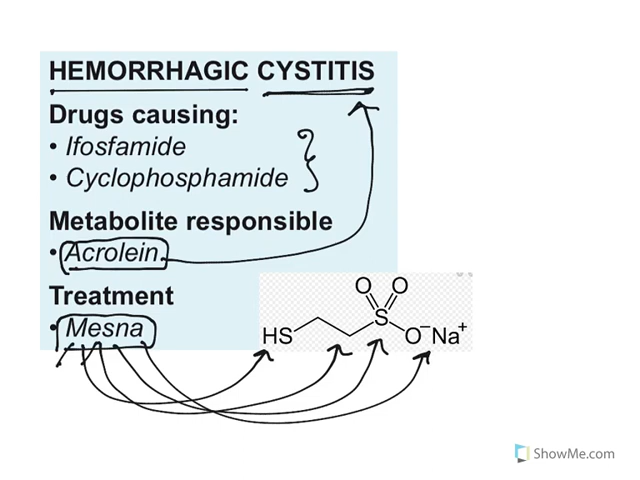 HEMORRHAGIC CYSTITIS
Drugs causing:
• Ifosfamide
• Cyclophosphamide
Metabolite responsible
• Acrolein
Treatment
• Mesna
O O
HS S O⁻Na⁺
ShowMe.com